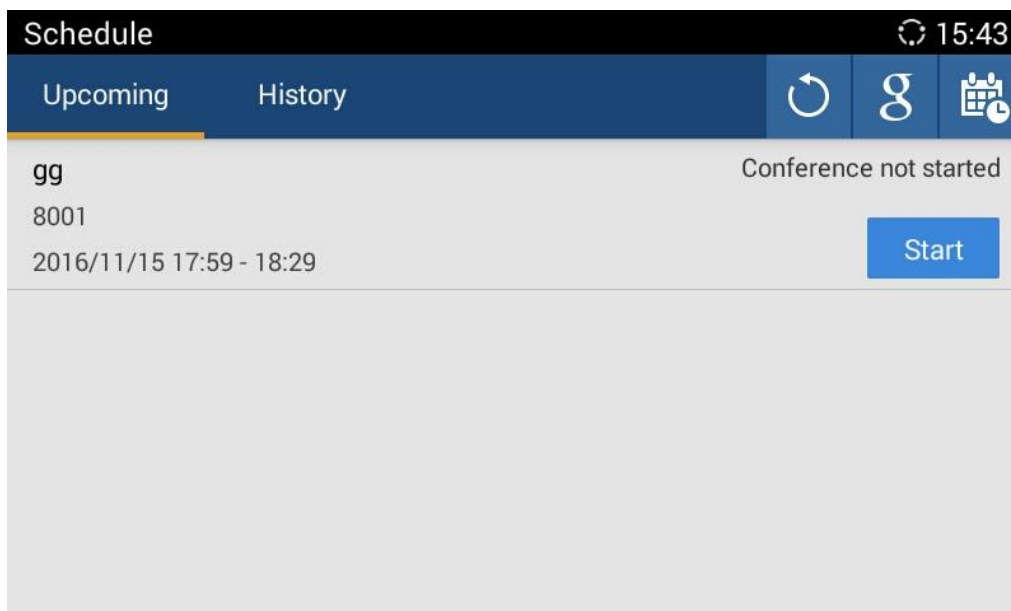 Schedule 15:43
Upcoming History g
gg Conference not started
8001
2016/11/15 17:59 - 18:29 Start